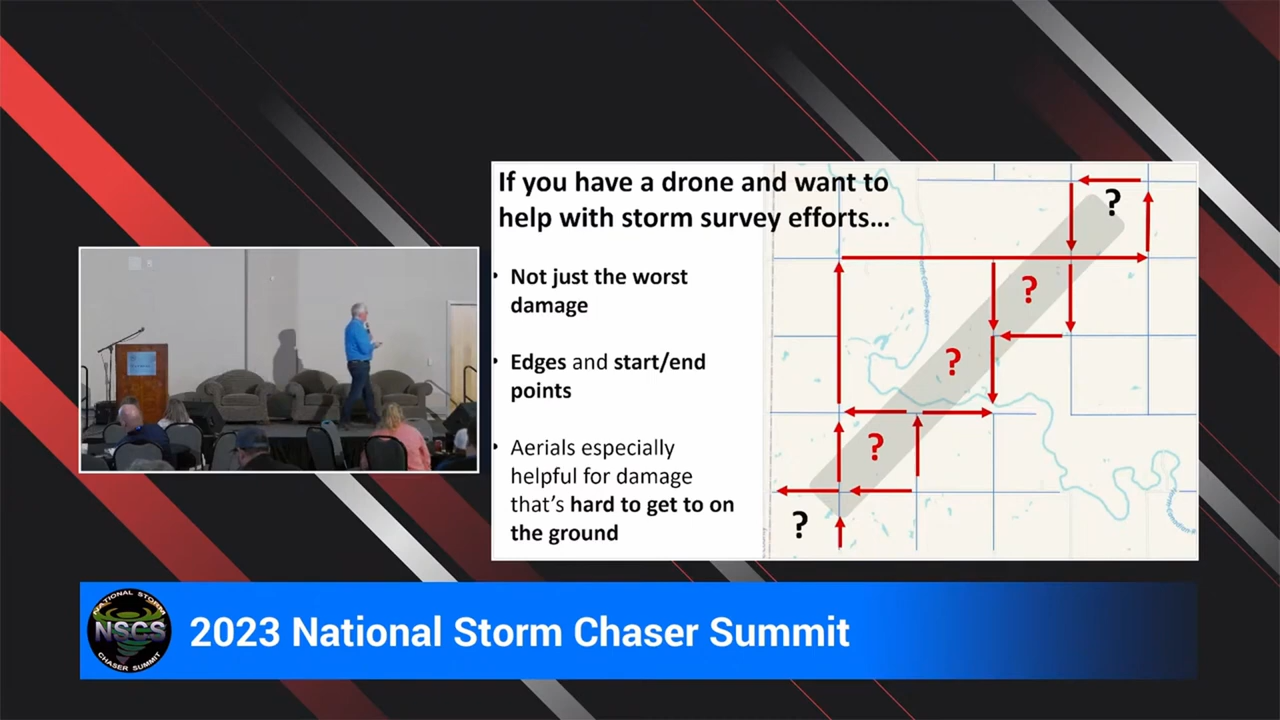 If you have a drone and want to
help with storm survey efforts...
• Not just the worst
damage
• Edges and start/end
points
• Aerials especially
helpful for damage
that's hard to get to on
the ground
?
?
?
?
?
NATIONAL STORM
NSCS
CHASER SUMMIT
2023 National Storm Chaser Summit